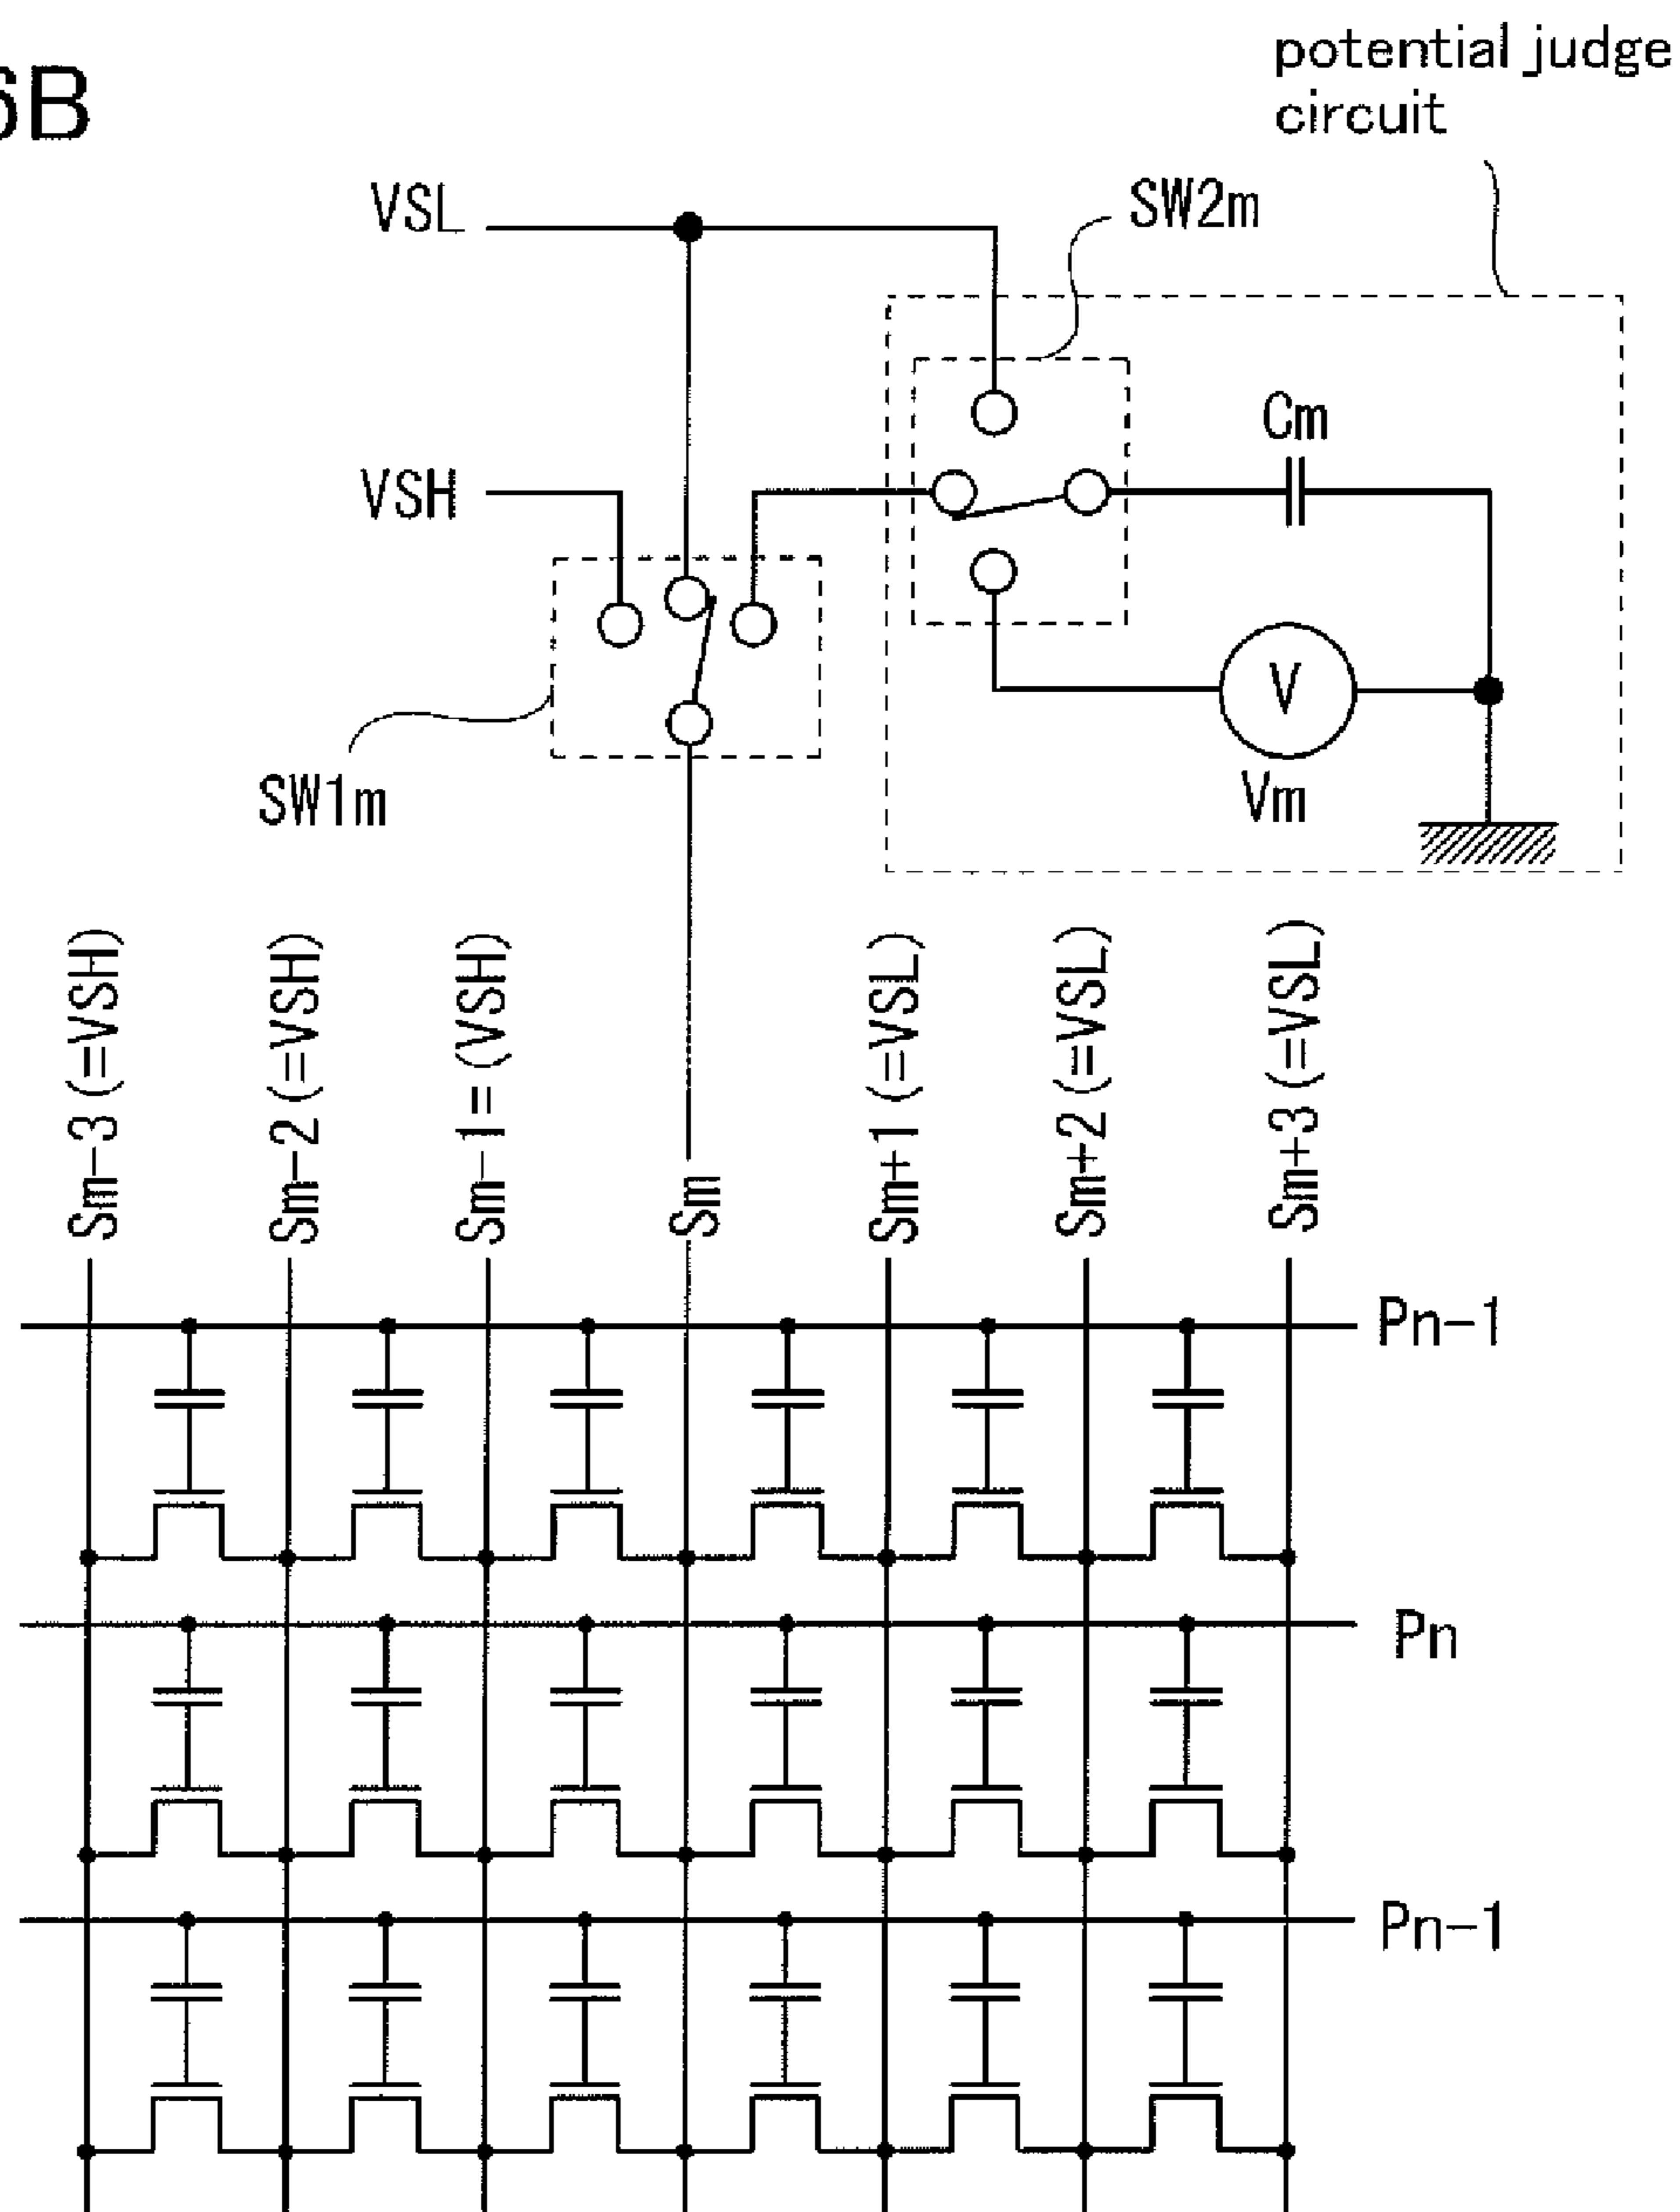 6B
potential judge
circuit
VSL
SW2m
Cm
VSH
V
Vm
SW1m
Sm-3 (=VSH)
Sm-2 (=VSH)
Sm-1=(VSH)
Sm
Sm+1 (=VSL)
Sm+2 (=VSL)
Sm+3 (=VSL)
Pn-1
Pn
Pn-1